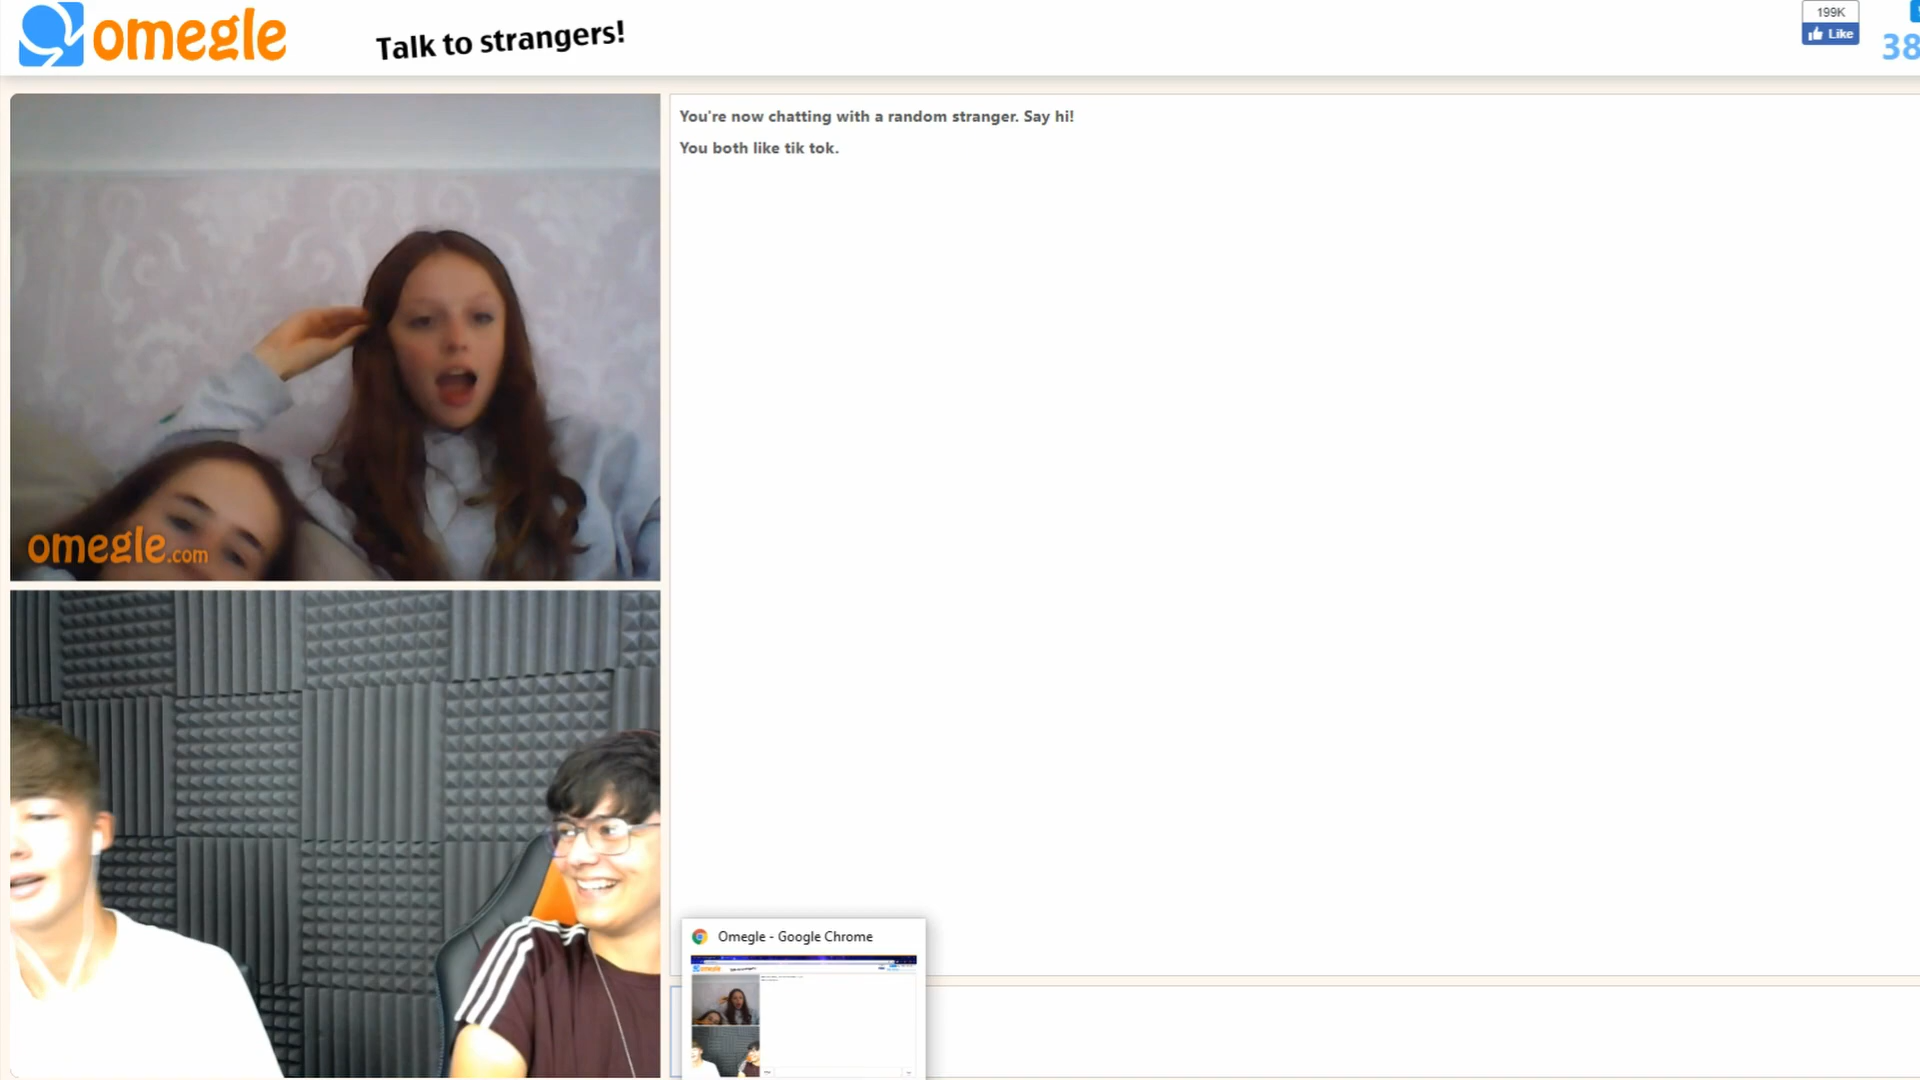 omegle
Talk to strangers!
199K
Like
38
You're now chatting with a random stranger. Say hi!
You both like tik tok.
omegle.com
Omegle - Google Chrome